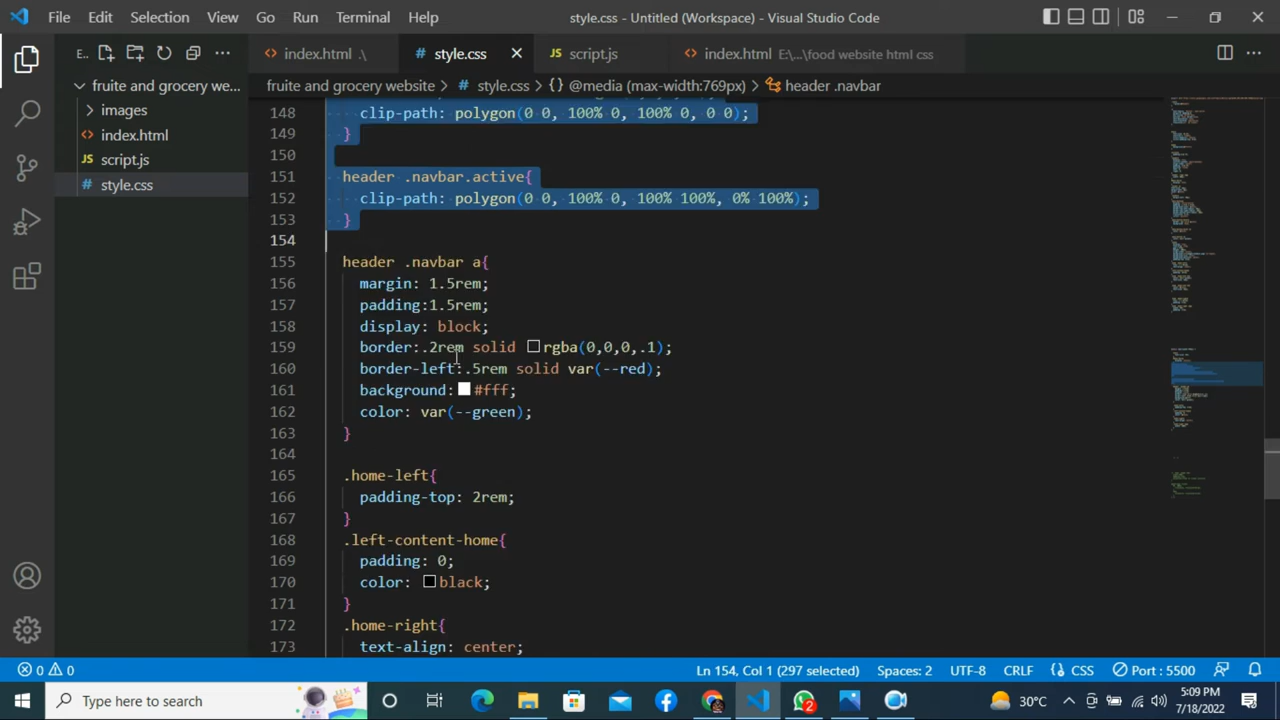 File Edit Selection View Go Run Terminal Help style.css - Untitled (Workspace) - Visual Studio Code
E.. index.html .\ # style.css JS script.js index.html E:\...\food website html css
fruite and grocery we... fruite and grocery website > # style.css > {} @media (max-width:769px) > header .navbar
images
index.html
JS script.js
# style.css
148 clip-path: polygon(0 0, 100% 0, 100% 0, 0 0);
149 }
150
151 header .navbar.active{
152 clip-path: polygon(0 0, 100% 0, 100% 100%, 0% 100%);
153 }
154
155 header .navbar a{
156 margin: 1.5rem;
157 padding:1.5rem;
158 display: block;
159 border:.2rem solid rgba(0,0,0,.1);
160 border-left:.5rem solid var(--red);
161 background: #fff;
162 color: var(--green);
163 }
164
165 .home-left{
166 padding-top: 2rem;
167 }
168 .left-content-home{
169 padding: 0;
170 color: black;
171 }
172 .home-right{
173 text-align: center;
0 0 Ln 154, Col 1 (297 selected) Spaces: 2 UTF-8 CRLF {} CSS Port : 5500
Type here to search 2 30°C 5:09 PM
7/18/2022